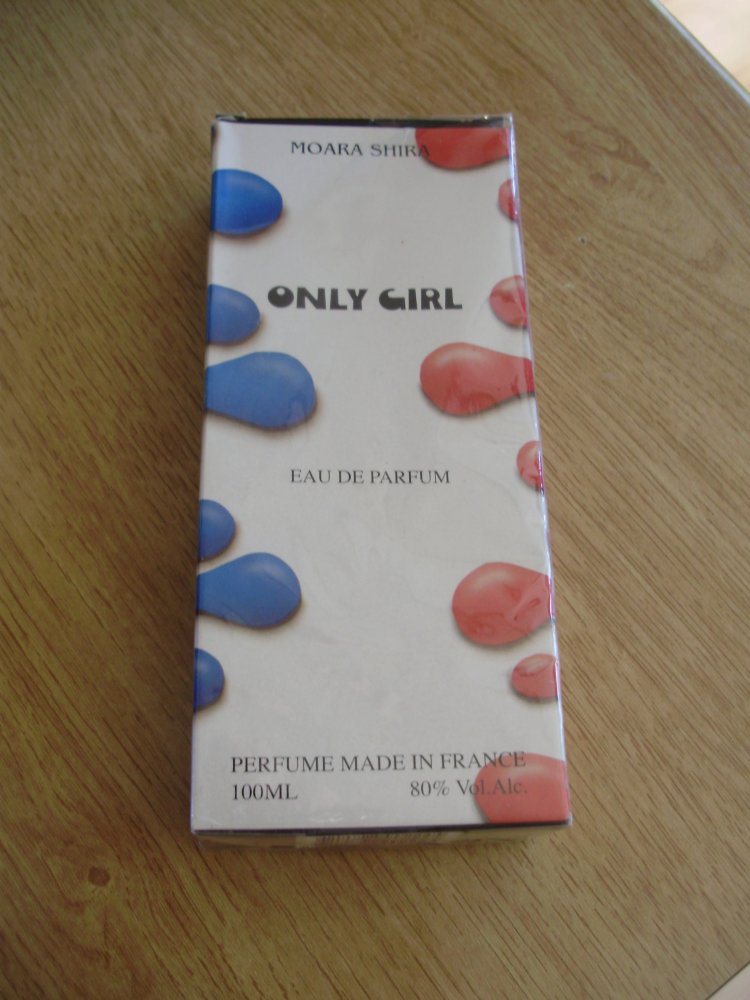 MOARA SHIRA
ONLY GIRL
EAU DE PARFUM
PERFUME MADE IN FRANCE
100ML 80% Vol.Alc.